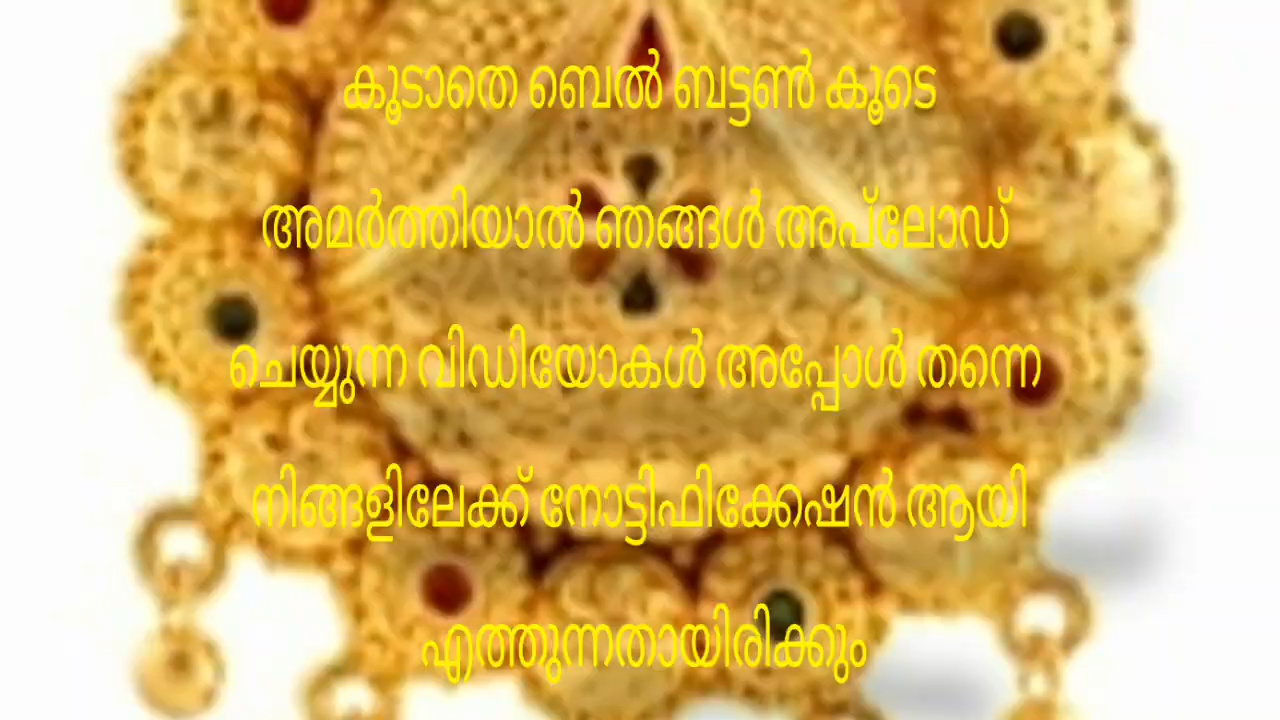 കൂടാതെ ബെൽ ബട്ടൺ കൂടെ
അമർത്തിയാൽ ഞങ്ങൾ അപ്‌ലോഡ്
ചെയ്യുന്ന വിഡിയോകൾ അപ്പോൾ തന്നെ
നിങ്ങളിലേക്ക് നോട്ടിഫിക്കേഷൻ ആയി
എത്തുന്നതായിരിക്കും